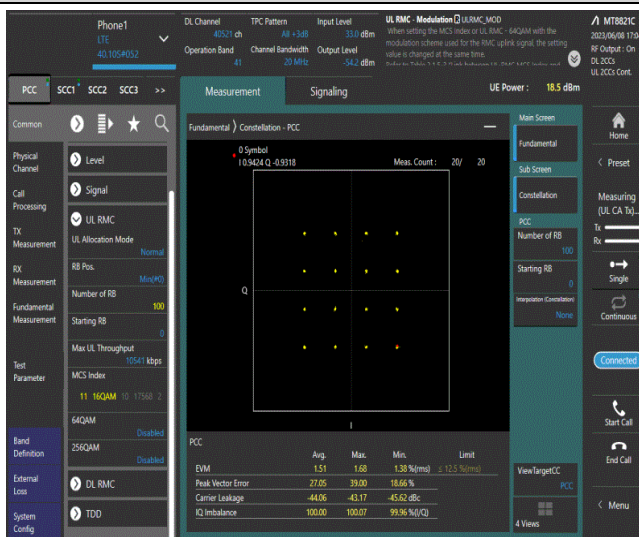 Phone1
LTE
40.105#052
DL Channel
40521 ch
TPC Pattern
All +3dB
Input Level
33.0 dBm
Operation Band
41
Channel Bandwidth
20 MHz
Output Level
-54.2 dBm
UL RMC - Modulation ULRMC_MOD
When setting the MCS Index or UL RMC - 64QAM with the
modulation scheme used for the RMC uplink signal, the setting
value is changed at the same time.
MT8821C
2023/06/08 17:04
RF Output : On
DL 2CCs
UL 2CCs Cont.
PCC
SCC1
SCC2
SCC3
>>
Measurement
Signaling
UE Power : 18.5 dBm
Common
Physical
Channel
Call
Processing
TX
Measurement
RX
Measurement
Fundamental
Measurement
Test
Parameter
Band
Definition
External
Loss
System
Config
Level
Signal
UL RMC
UL Allocation Mode
Normal
RB Pos.
Min(#0)
Number of RB
100
Starting RB
0
Max UL Throughput
10541 kbps
MCS Index
11 16QAM 10 17568 2
64QAM
Disabled
256QAM
Disabled
DL RMC
TDD
Fundamental > Constellation - PCC
0 Symbol
I 0.9424 Q -0.9318
Meas. Count : 20/ 20
Q
I
PCC
Avg. Max. Min. Limit
EVM 1.51 1.68 1.38 %(rms) ≤ 12.5 %(rms)
Peak Vector Error 27.05 39.00 18.66 %
Carrier Leakage -44.06 -43.17 -45.62 dBc
IQ Imbalance 100.00 100.07 99.96 %(I/Q)
Main Screen
Fundamental
Sub Screen
Constellation
PCC
Number of RB
100
Starting RB
0
Interpolation (Constellation)
None
ViewTargetCC
PCC
4 Views
Home
< Preset
Measuring
(UL CA Tx)...
Tx
Rx
Single
Continuous
Connected
Start Call
End Call
< Menu